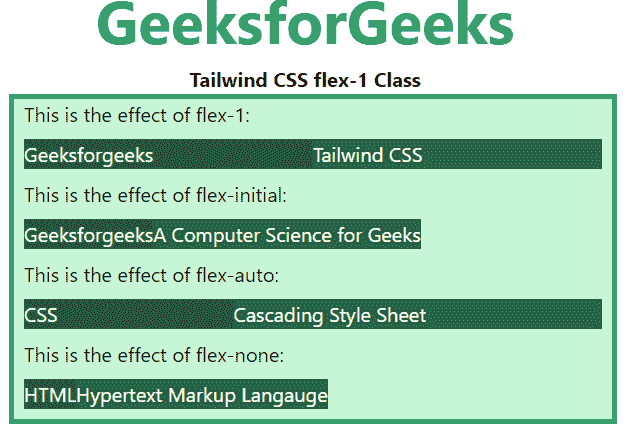 GeeksforGeeks
Tailwind CSS flex-1 Class
This is the effect of flex-1:
Geeksforgeeks Tailwind CSS
This is the effect of flex-initial:
GeeksforgeeksA Computer Science for Geeks
This is the effect of flex-auto:
CSS Cascading Style Sheet
This is the effect of flex-none:
HTMLHypertext Markup Langauge